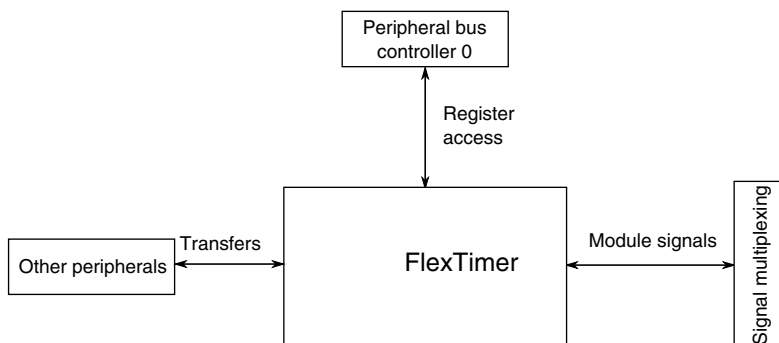 Peripheral bus
controller 0
Register
access
Transfers
Other peripherals
FlexTimer
Module signals
Signal multiplexing